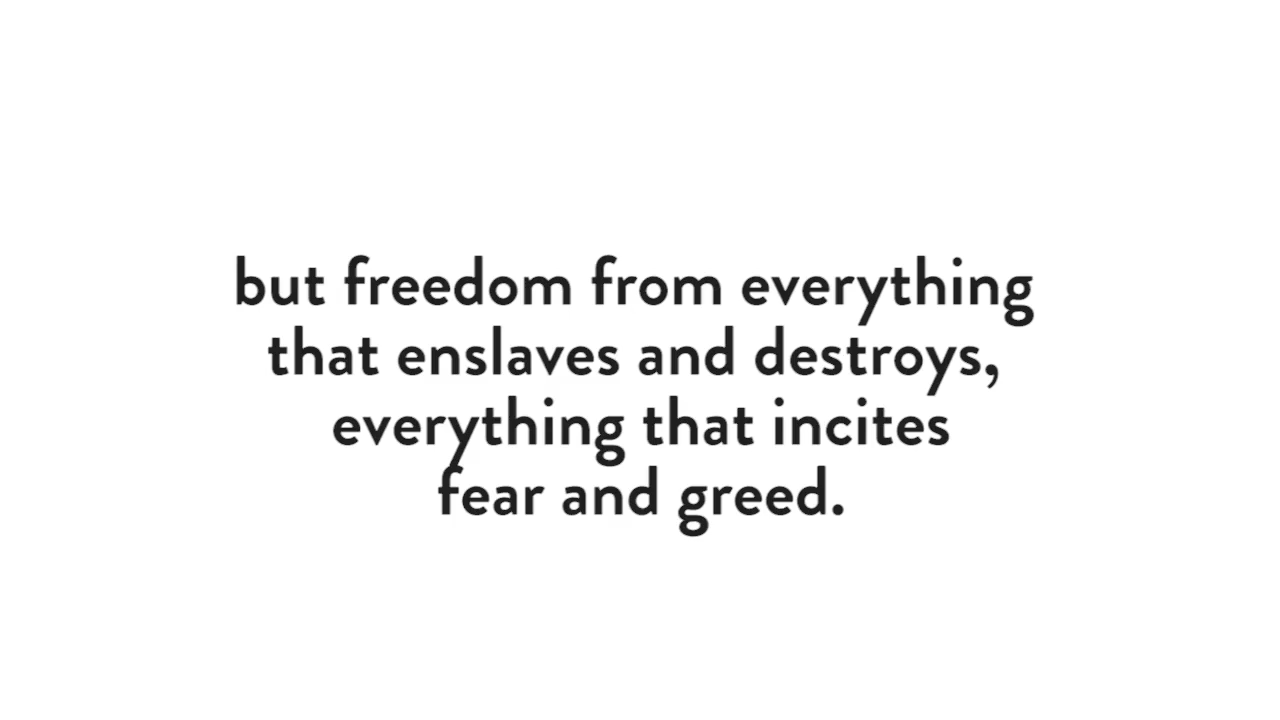 but freedom from everything
that enslaves and destroys,
everything that incites
fear and greed.